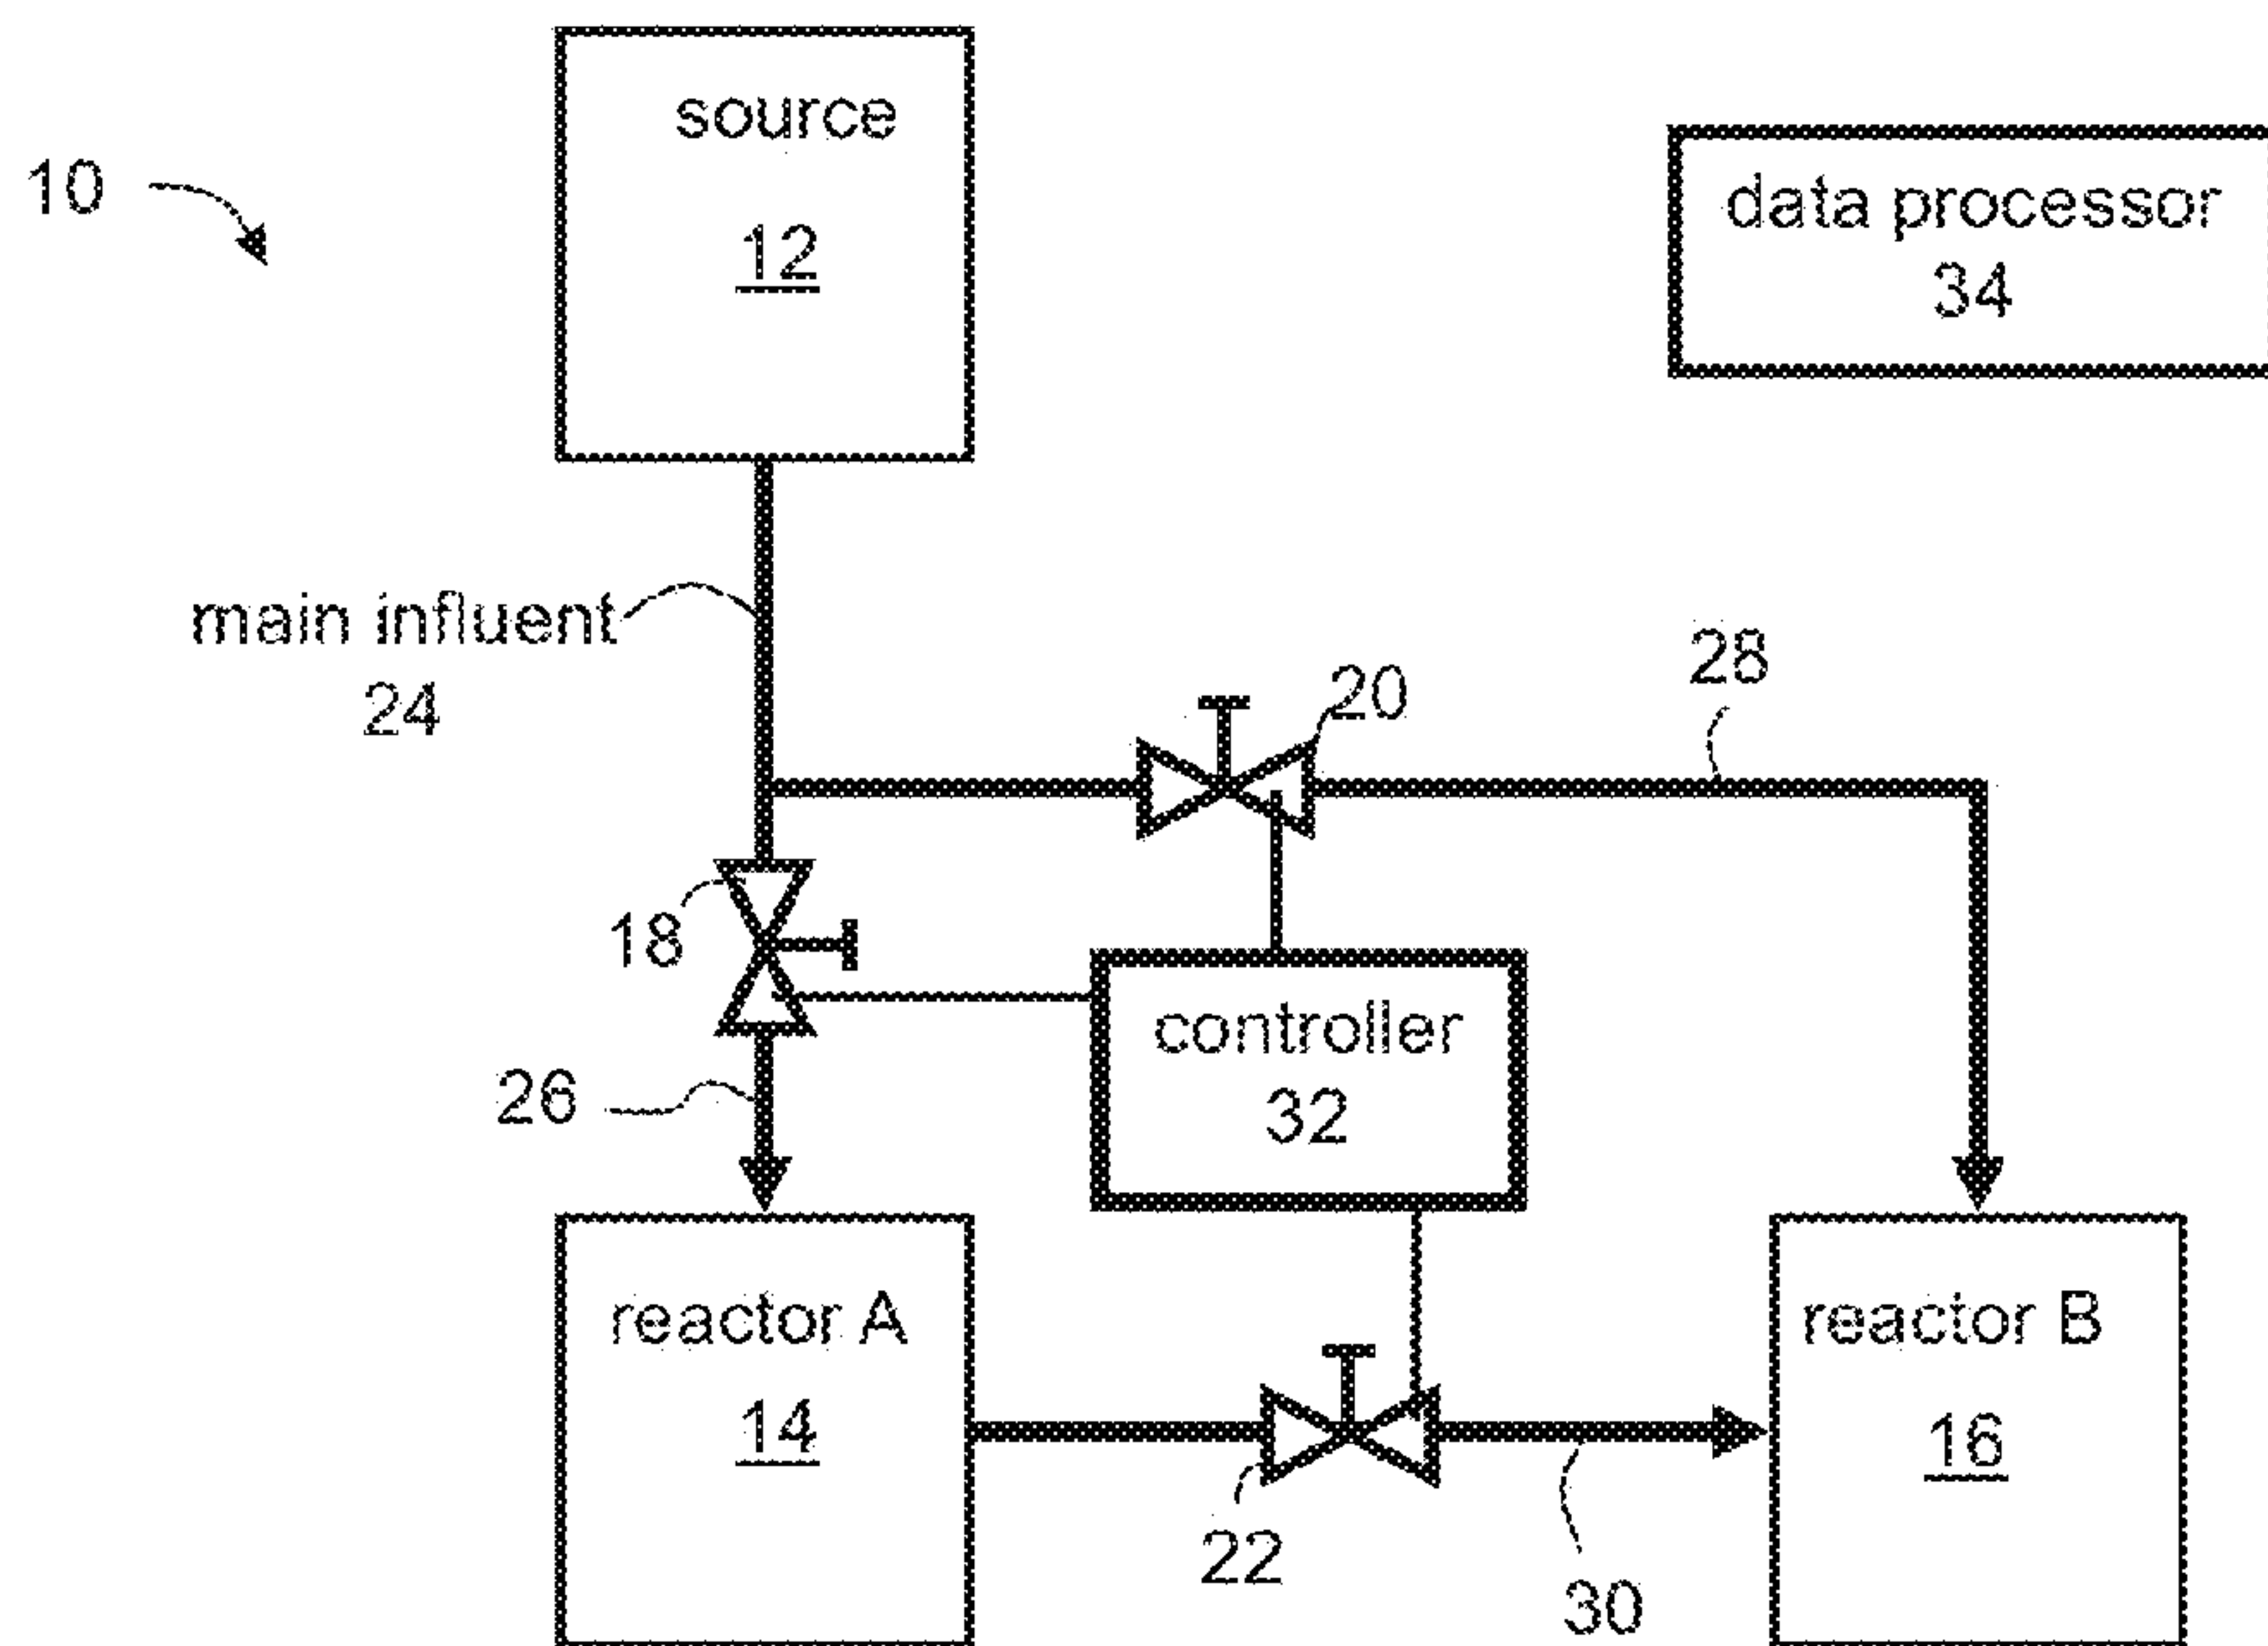 source
12
10
data processor
34
main influent
24
20
28
18
controller
32
26
reactor A
14
reactor B
16
22
30